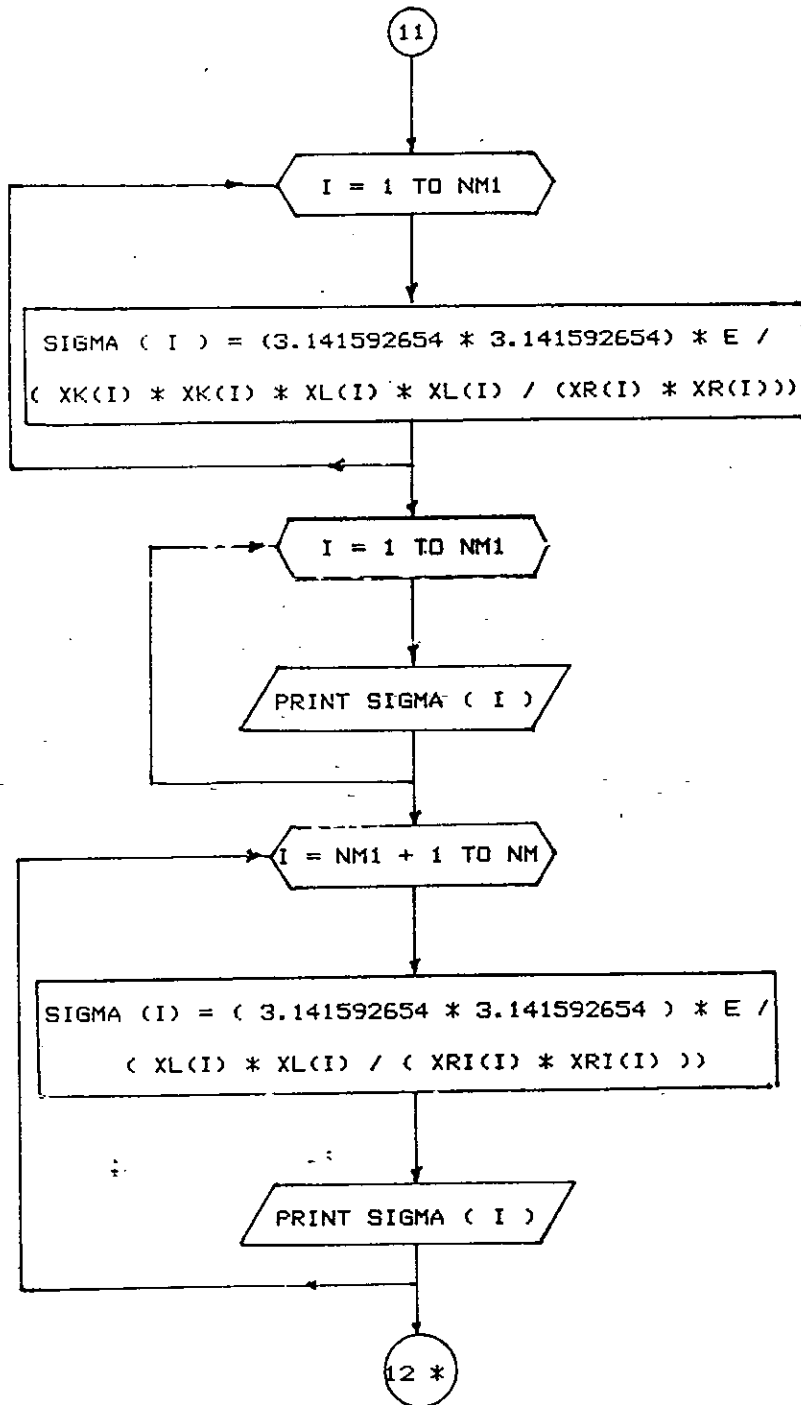 11
I = 1 TO NM1
SIGMA ( I ) = (3.141592654 * 3.141592654) * E /
( XK(I) * XK(I) * XL(I) * XL(I) / (XR(I) * XR(I)))
I = 1 TO NM1
PRINT SIGMA ( I )
I = NM1 + 1 TO NM
SIGMA (I) = ( 3.141592654 * 3.141592654 ) * E /
( XL(I) * XL(I) / ( XRI(I) * XRI(I) ))
PRINT SIGMA ( I )
12 *